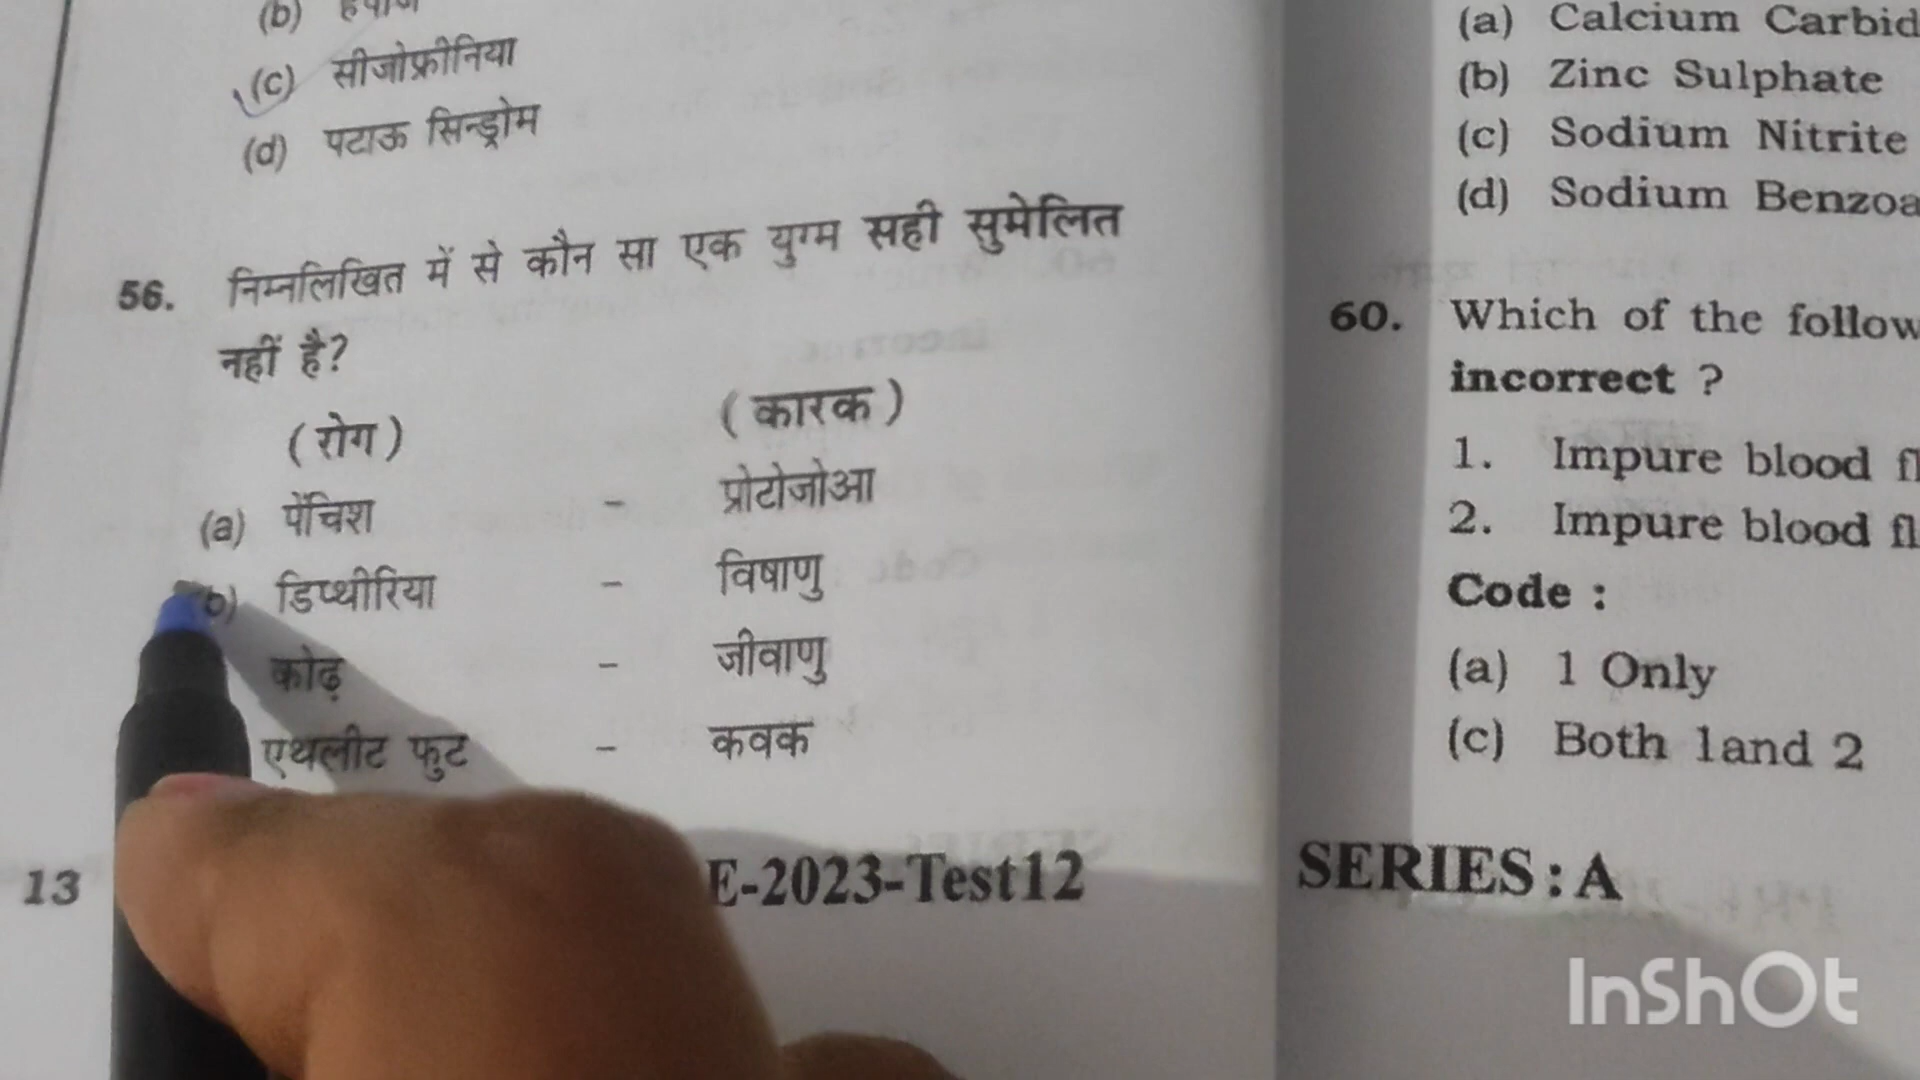 (b)
(c) सीजोफ्रीनिया
(d) पटाऊ सिन्ड्रोम
56. निम्नलिखित में से कौन सा एक युग्म सही सुमेलित
नहीं है?
(रोग) (कारक)
(a) पेंचिश - प्रोटोजोआ
(b) डिप्थीरिया - विषाणु
कोढ़ - जीवाणु
एथलीट फुट - कवक
13 E-2023-Test12
(a) Calcium Carbid
(b) Zinc Sulphate
(c) Sodium Nitrite
(d) Sodium Benzoa
60. Which of the follow
incorrect ?
1. Impure blood fl
2. Impure blood fl
Code :
(a) 1 Only
(c) Both 1and 2
SERIES : A
InShOt